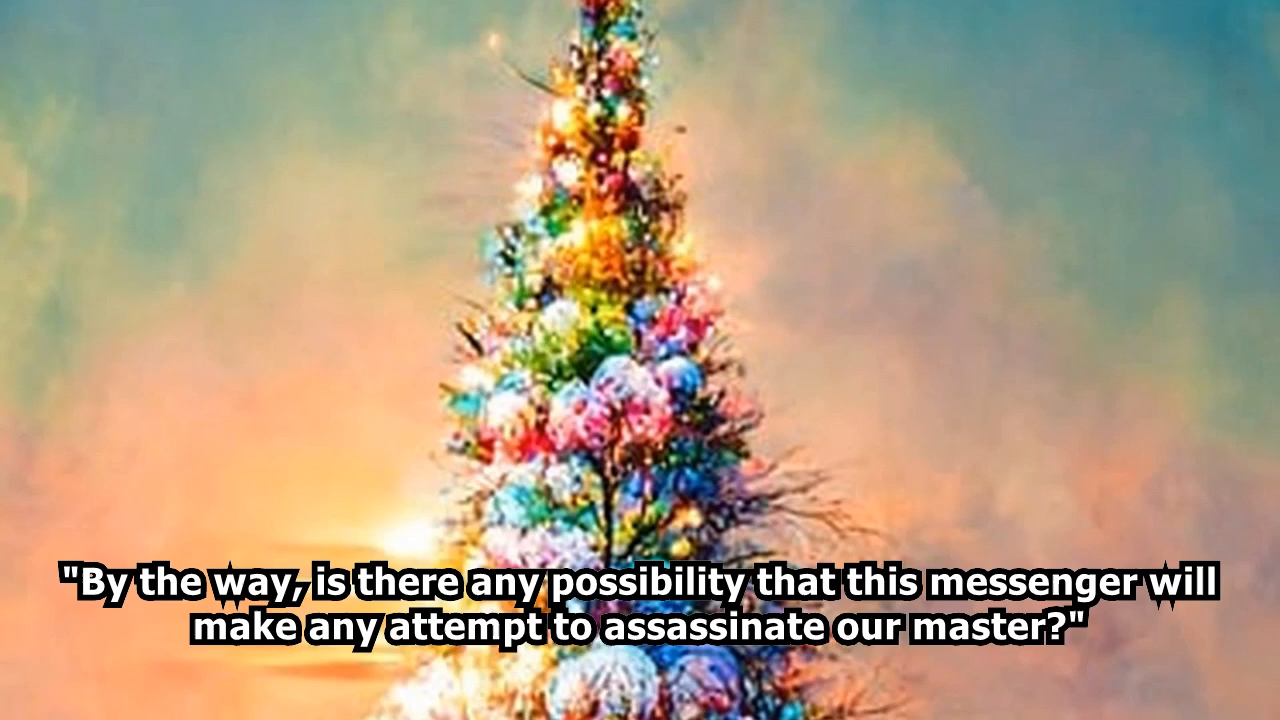 "By the way, is there any possibility that this messenger will
make any attempt to assassinate our master?"